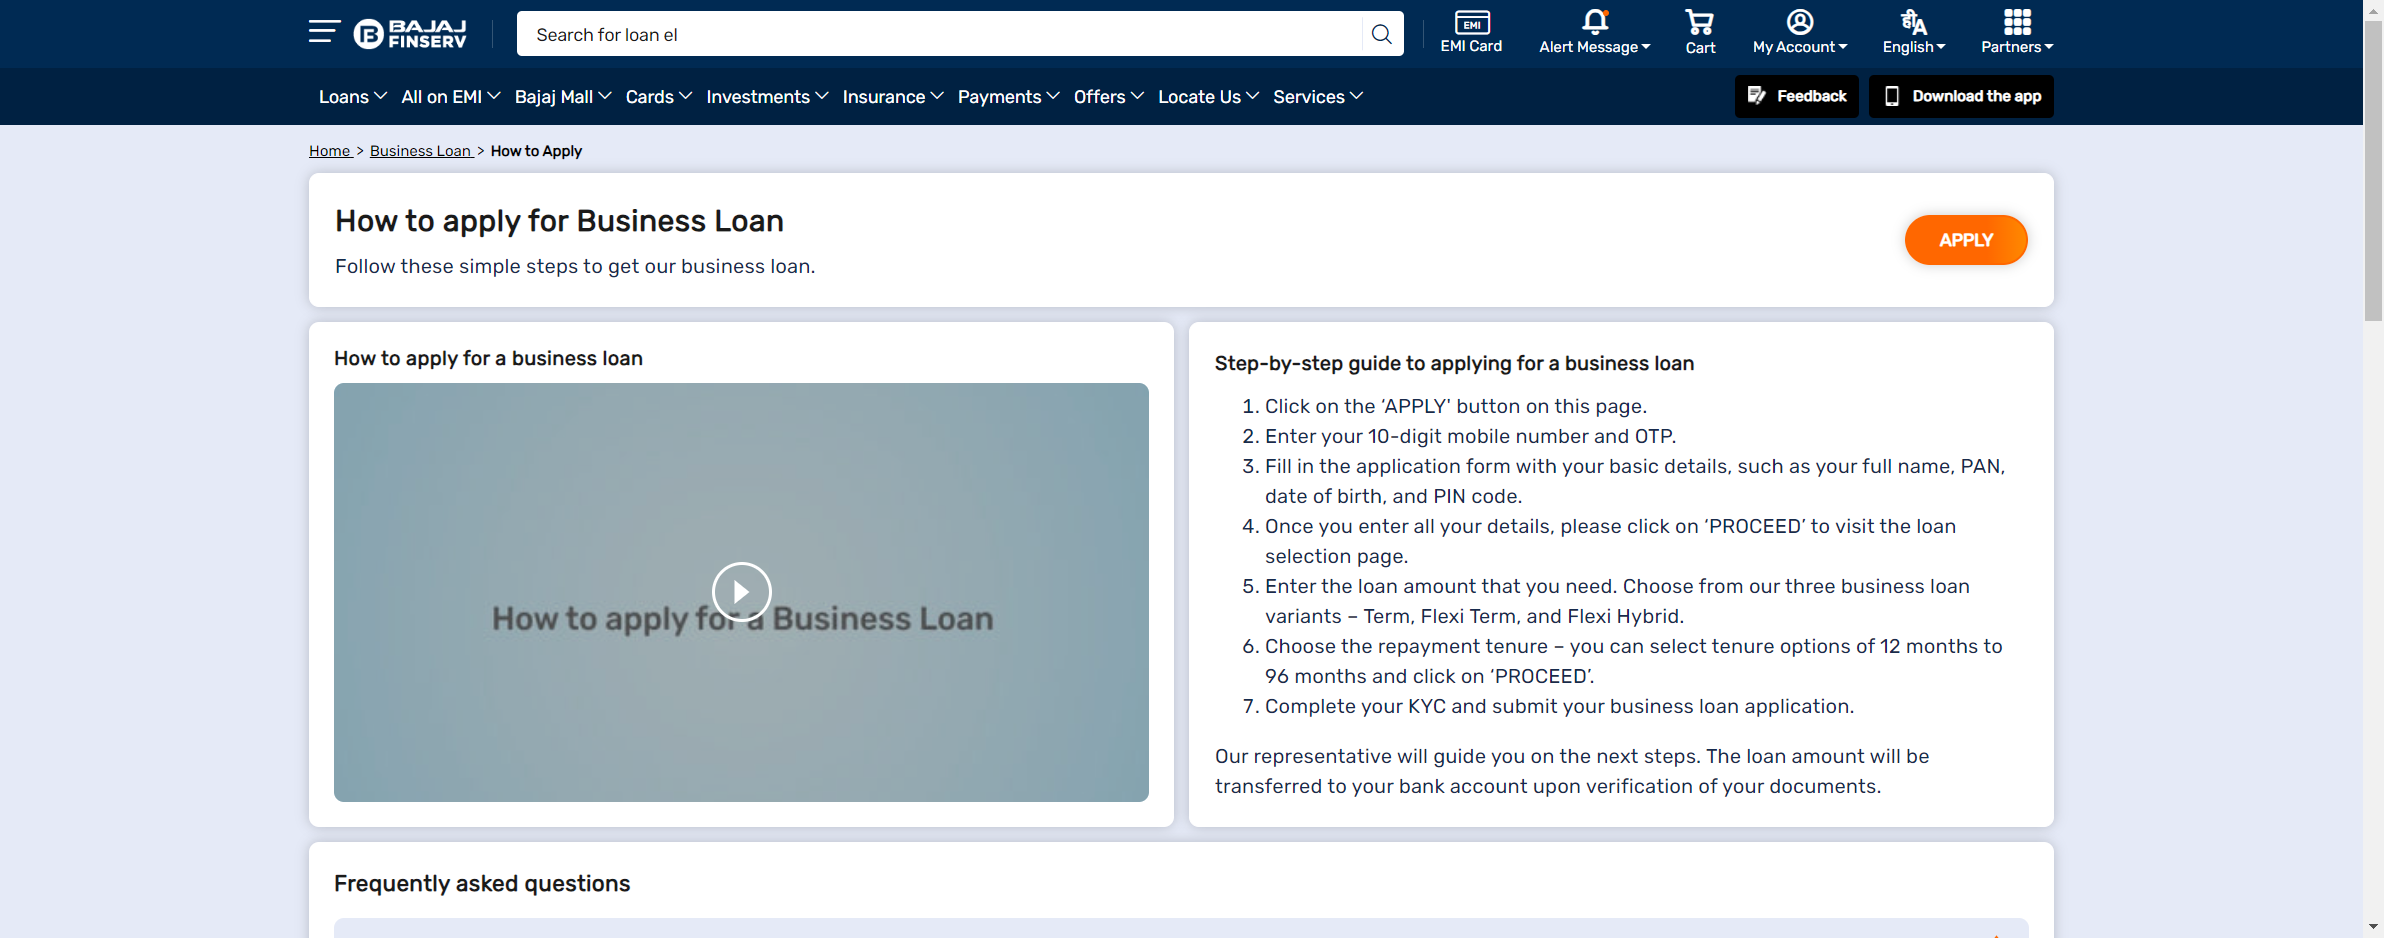 BAJAJ
FINSERV
Search for loan el
EMI
EMI Card
Alert Message
Cart
My Account
हीA
English
Partners
Loans All on EMI Bajaj Mall Cards Investments Insurance Payments Offers Locate Us Services
Feedback
Download the app
Home > Business Loan > How to Apply
How to apply for Business Loan
Follow these simple steps to get our business loan.
APPLY
How to apply for a business loan
How to apply for a Business Loan
Step-by-step guide to applying for a business loan
1. Click on the ‘APPLY' button on this page.
2. Enter your 10-digit mobile number and OTP.
3. Fill in the application form with your basic details, such as your full name, PAN,
date of birth, and PIN code.
4. Once you enter all your details, please click on ‘PROCEED’ to visit the loan
selection page.
5. Enter the loan amount that you need. Choose from our three business loan
variants – Term, Flexi Term, and Flexi Hybrid.
6. Choose the repayment tenure – you can select tenure options of 12 months to
96 months and click on ‘PROCEED’.
7. Complete your KYC and submit your business loan application.
Our representative will guide you on the next steps. The loan amount will be
transferred to your bank account upon verification of your documents.
Frequently asked questions